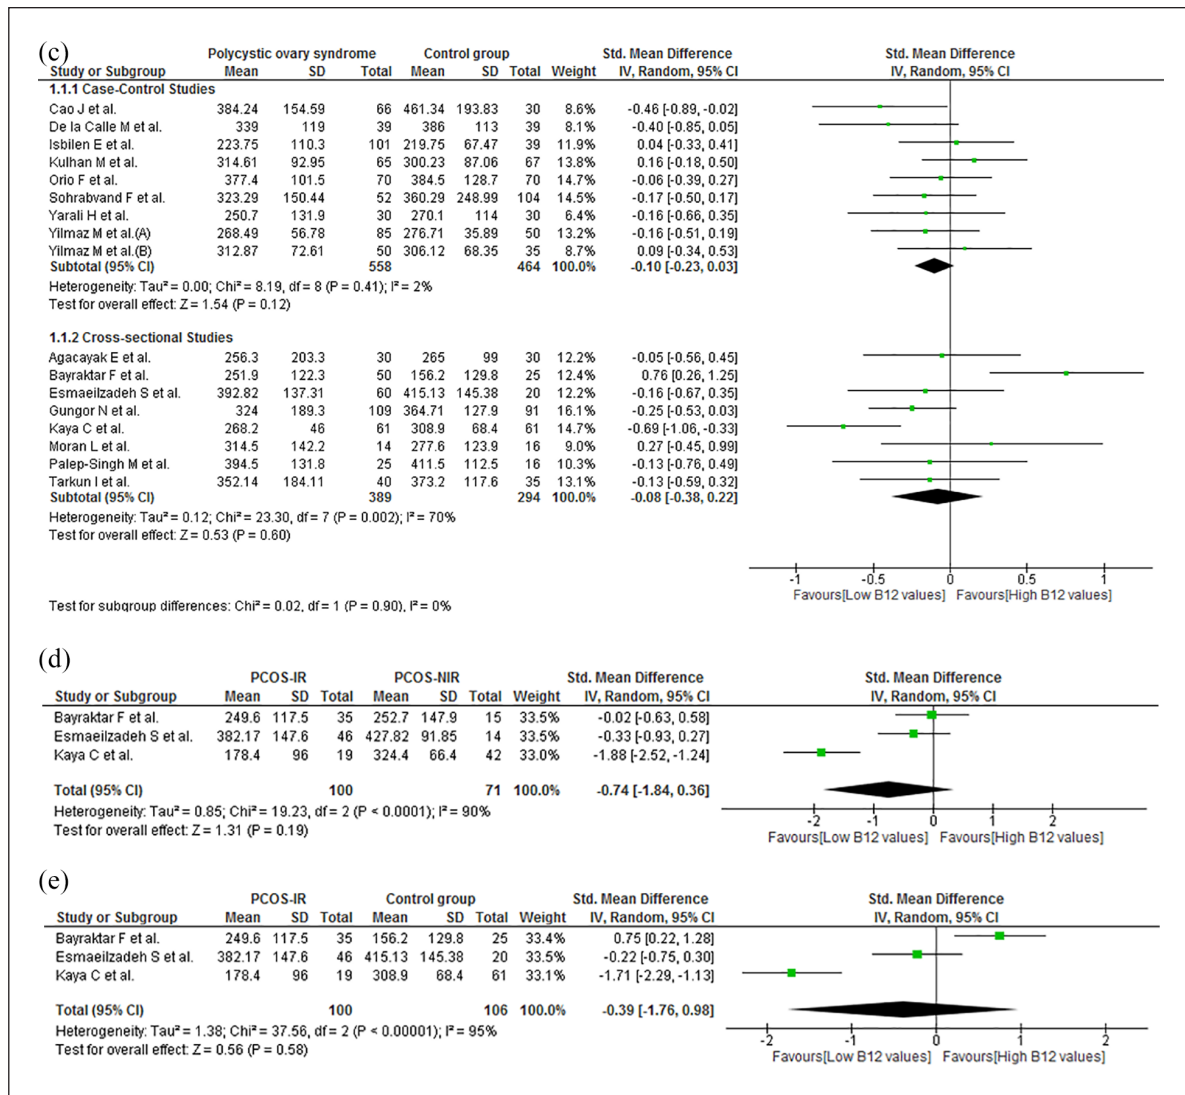 (c)
Polycystic ovary syndrome Control group Std. Mean Difference Std. Mean Difference
Study or Subgroup Mean SD Total Mean SD Total Weight IV, Random, 95% CI IV, Random, 95% CI
1.1.1 Case-Control Studies
Cao J et al. 384.24 154.59 66 461.34 193.83 30 8.6% -0.46 [-0.89, -0.02]
De la Calle M et al. 339 119 39 386 113 39 8.1% -0.40 [-0.85, 0.05]
Isbilen E et al. 223.75 110.3 101 219.75 67.47 39 11.9% 0.04 [-0.33, 0.41]
Kulhan M et al. 314.61 92.95 65 300.23 87.06 67 13.8% 0.16 [-0.18, 0.50]
Orio F et al. 377.4 101.5 70 384.5 128.7 70 14.7% -0.06 [-0.39, 0.27]
Sohrabvand F et al. 323.29 150.44 52 360.29 248.99 104 14.5% -0.17 [-0.50, 0.17]
Yarali H et al. 250.7 131.9 30 270.1 114 30 6.4% -0.16 [-0.66, 0.35]
Yilmaz M et al.(A) 268.49 56.78 85 276.71 35.89 50 13.2% -0.16 [-0.51, 0.19]
Yilmaz M et al.(B) 312.87 72.61 50 306.12 68.35 35 8.7% 0.09 [-0.34, 0.53]
Subtotal (95% CI) 558 464 100.0% -0.10 [-0.23, 0.03]
Heterogeneity: Tau² = 0.00; Chi² = 8.19, df = 8 (P = 0.41); I² = 2%
Test for overall effect: Z = 1.54 (P = 0.12)
1.1.2 Cross-sectional Studies
Agacayak E et al. 256.3 203.3 30 265 99 30 12.2% -0.05 [-0.56, 0.45]
Bayraktar F et al. 251.9 122.3 50 156.2 129.8 25 12.4% 0.76 [0.26, 1.25]
Esmaeilzadeh S et al. 392.82 137.31 60 415.13 145.38 20 12.2% -0.16 [-0.67, 0.35]
Gungor N et al. 324 189.3 109 364.71 127.9 91 16.1% -0.25 [-0.53, 0.03]
Kaya C et al. 268.2 46 61 308.9 68.4 61 14.7% -0.69 [-1.06, -0.33]
Moran L et al. 314.5 142.2 14 277.6 123.9 16 9.0% 0.27 [-0.45, 0.99]
Palep-Singh M et al. 394.5 131.8 25 411.5 112.5 16 10.3% -0.13 [-0.76, 0.49]
Tarkun I et al. 352.14 184.11 40 373.2 117.6 35 13.1% -0.13 [-0.59, 0.32]
Subtotal (95% CI) 389 294 100.0% -0.08 [-0.38, 0.22]
Heterogeneity: Tau² = 0.12; Chi² = 23.30, df = 7 (P = 0.002); I² = 70%
Test for overall effect: Z = 0.53 (P = 0.60)
-1 -0.5 0 0.5 1
Favours[Low B12 values] Favours[High B12 values]
Test for subgroup differences: Chi² = 0.02, df = 1 (P = 0.90), I² = 0%
(d)
PCOS-IR PCOS-NIR Std. Mean Difference Std. Mean Difference
Study or Subgroup Mean SD Total Mean SD Total Weight IV, Random, 95% CI IV, Random, 95% CI
Bayraktar F et al. 249.6 117.5 35 252.7 147.9 15 33.5% -0.02 [-0.63, 0.58]
Esmaeilzadeh S et al. 382.17 147.6 46 427.82 91.85 14 33.5% -0.33 [-0.93, 0.27]
Kaya C et al. 178.4 96 19 324.4 66.4 42 33.0% -1.88 [-2.52, -1.24]
Total (95% CI) 100 71 100.0% -0.74 [-1.84, 0.36]
Heterogeneity: Tau² = 0.85; Chi² = 19.23, df = 2 (P < 0.0001); I² = 90%
Test for overall effect: Z = 1.31 (P = 0.19)
-2 -1 0 1 2
Favours[Low B12 values] Favours[High B12 values]
(e)
PCOS-IR Control group Std. Mean Difference Std. Mean Difference
Study or Subgroup Mean SD Total Mean SD Total Weight IV, Random, 95% CI IV, Random, 95% CI
Bayraktar F et al. 249.6 117.5 35 156.2 129.8 25 33.4% 0.75 [0.22, 1.28]
Esmaeilzadeh S et al. 382.17 147.6 46 415.13 145.38 20 33.5% -0.22 [-0.75, 0.30]
Kaya C et al. 178.4 96 19 308.9 68.4 61 33.1% -1.71 [-2.29, -1.13]
Total (95% CI) 100 106 100.0% -0.39 [-1.76, 0.98]
Heterogeneity: Tau² = 1.38; Chi² = 37.56, df = 2 (P < 0.00001); I² = 95%
Test for overall effect: Z = 0.56 (P = 0.58)
-2 -1 0 1 2
Favours[Low B12 values] Favours[High B12 values]